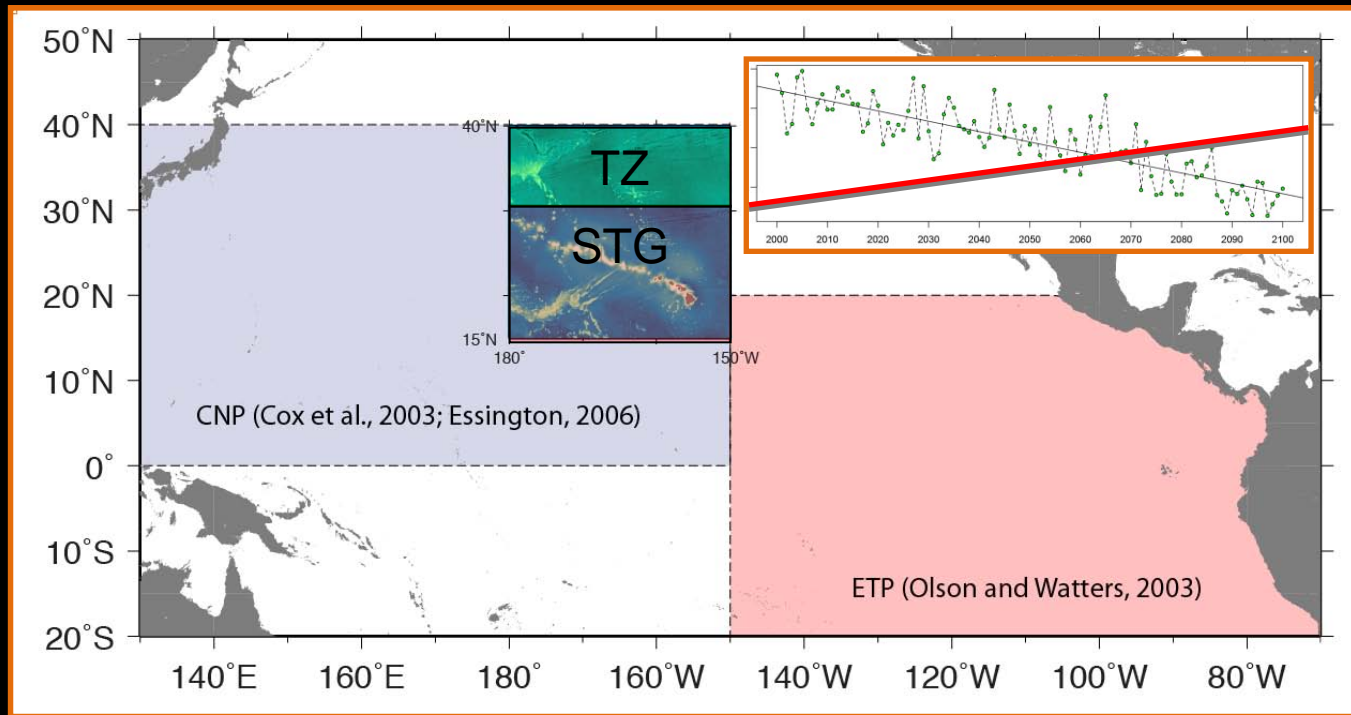 50˚N
40˚N
30˚N
20˚N
10˚N
0˚
10˚S
20˚S
40˚N
TZ
STG
15˚N
180˚
150˚W
2000 2010 2020 2030 2040 2050 2060 2070 2080 2090 2100
CNP (Cox et al., 2003; Essington, 2006)
ETP (Olson and Watters, 2003)
140˚E 160˚E 180˚ 160˚W 140˚W 120˚W 100˚W 80˚W